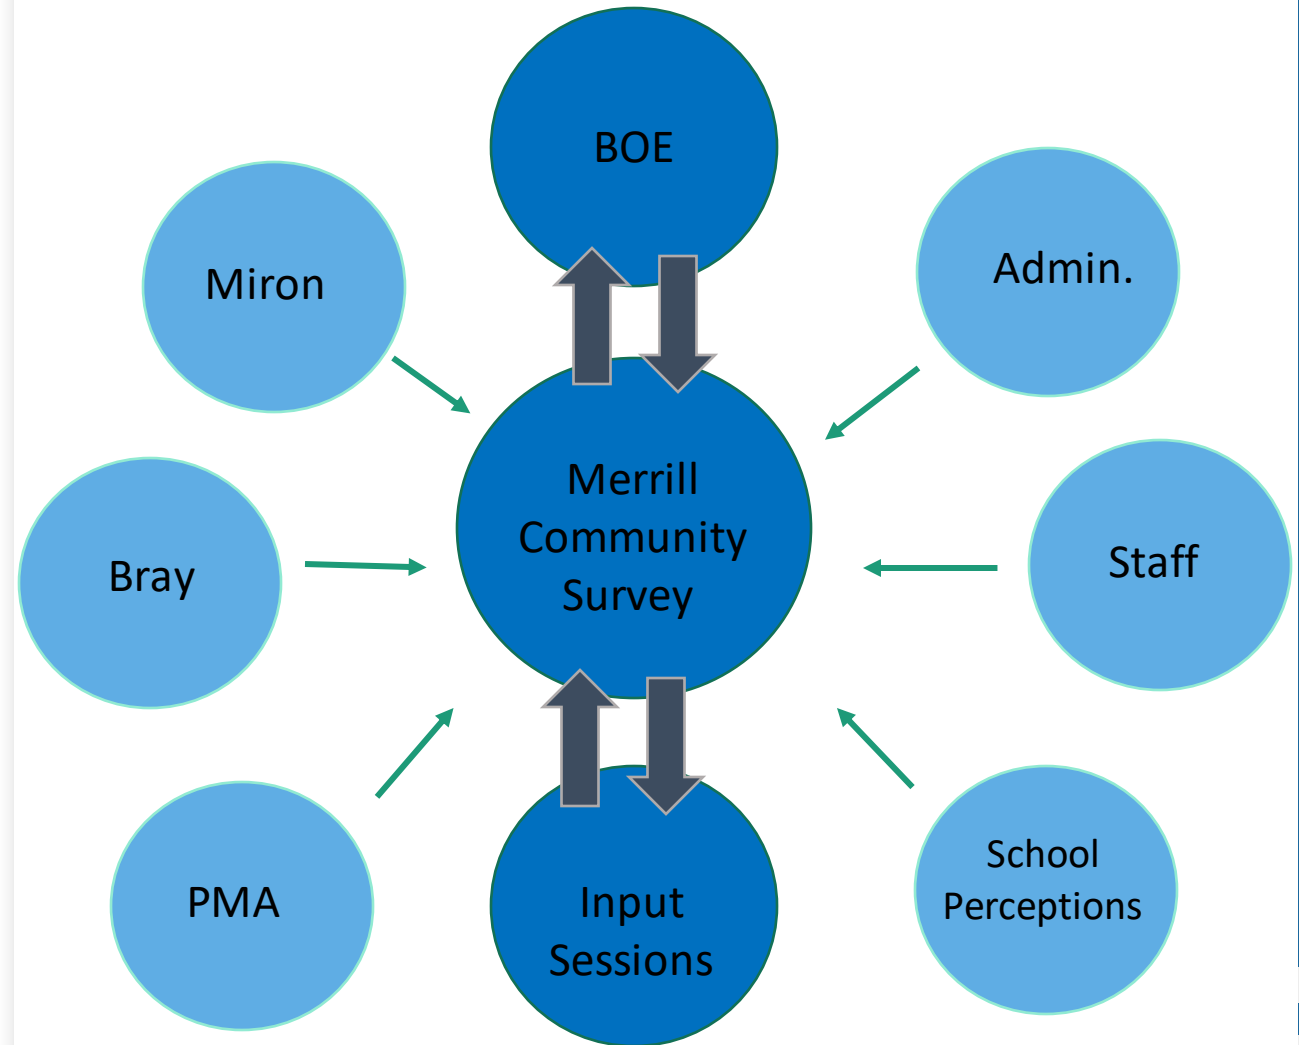 BOE
Miron
Admin.
Merrill
Community
Survey
Bray
Staff
PMA
Input
Sessions
School
Perceptions